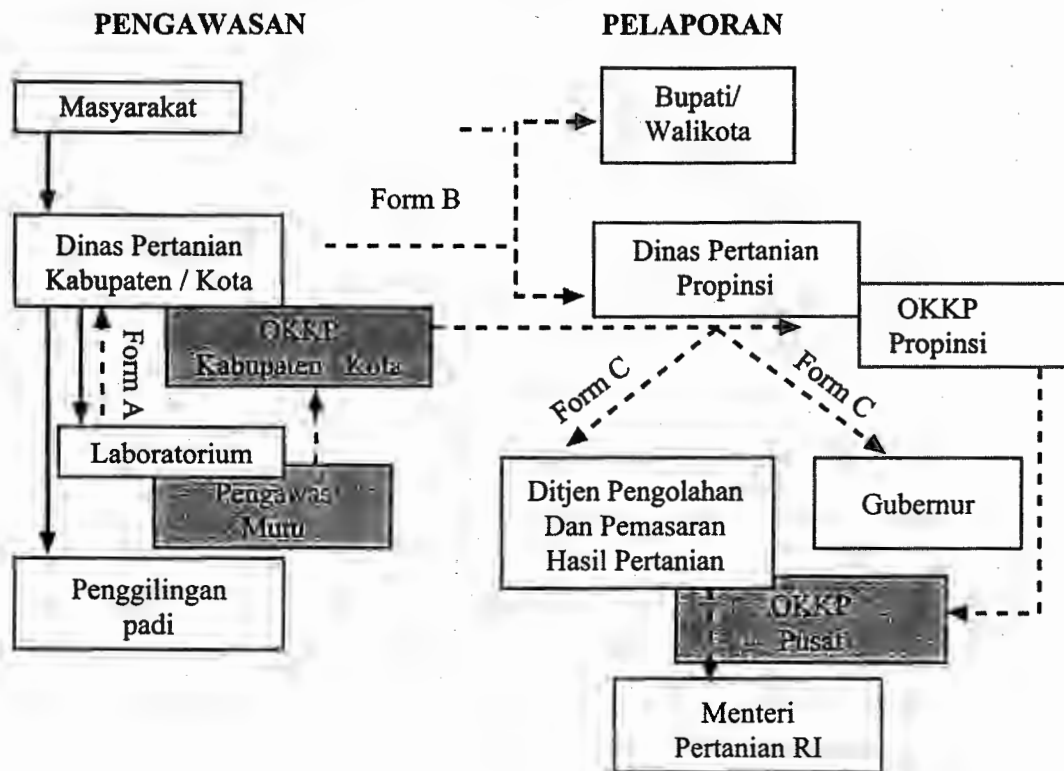 PENGAWASAN
PELAPORAN
Masyarakat
Bupati/
Walikota
Form B
Dinas Pertanian
Kabupaten / Kota
Dinas Pertanian
Propinsi
OKKP
Kabupaten Kota
OKKP
Propinsi
Form A
Form C
Form C
Laboratorium
Pengawas
Mutu
Ditjen Pengolahan
Dan Pemasaran
Hasil Pertanian
Gubernur
Penggilingan
padi
OKKP
Pusat
Menteri
Pertanian RI